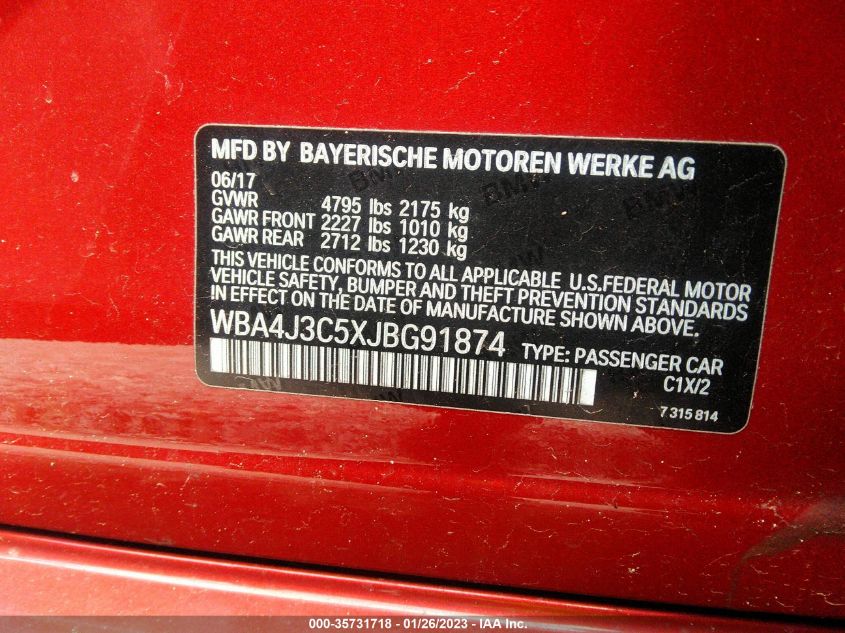 MFD BY BAYERISCHE MOTOREN WERKE AG
06/17
GVWR 4795 lbs 2175 kg
GAWR FRONT 2227 lbs 1010 kg
GAWR REAR 2712 lbs 1230 kg
THIS VEHICLE CONFORMS TO ALL APPLICABLE U.S.FEDERAL MOTOR
VEHICLE SAFETY, BUMPER AND THEFT PREVENTION STANDARDS
IN EFFECT ON THE DATE OF MANUFACTURE SHOWN ABOVE.
WBA4J3C5XJBG91874 TYPE: PASSENGER CAR
C1X/2
7 315 814
000-35731718 / 01/26/2023 - IAA Inc.